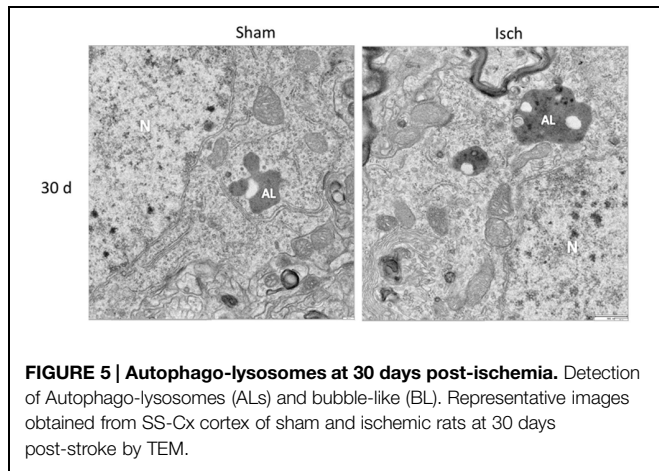 Sham
Isch
30 d
N
AL
AL
N
FIGURE 5 | Autophago-lysosomes at 30 days post-ischemia. Detection
of Autophago-lysosomes (ALs) and bubble-like (BL). Representative images
obtained from SS-Cx cortex of sham and ischemic rats at 30 days
post-stroke by TEM.